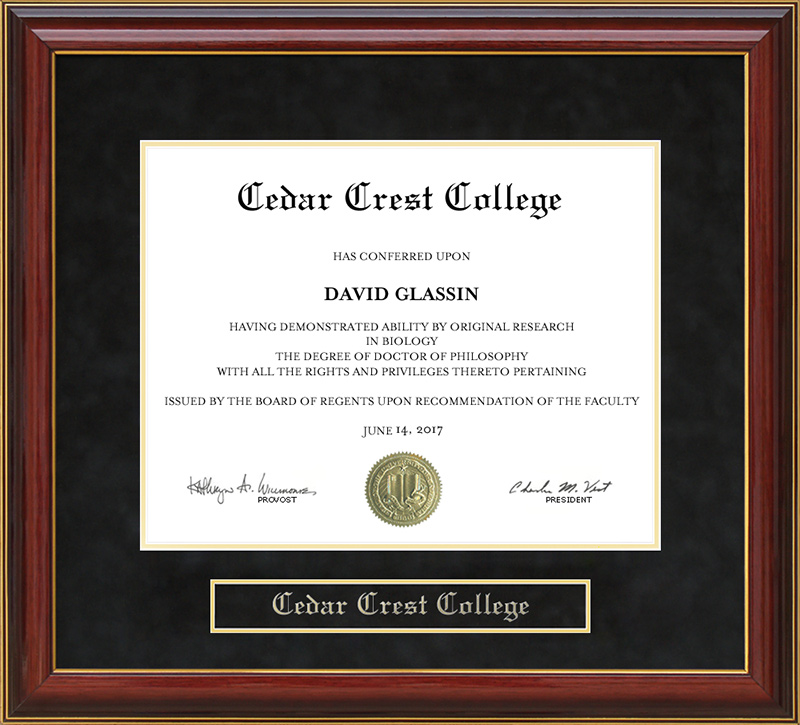 Cedar Crest College
HAS CONFERRED UPON
DAVID GLASSIN
HAVING DEMONSTRATED ABILITY BY ORIGINAL RESEARCH
IN BIOLOGY
THE DEGREE OF DOCTOR OF PHILOSOPHY
WITH ALL THE RIGHTS AND PRIVILEGES THERETO PERTAINING
ISSUED BY THE BOARD OF REGENTS UPON RECOMMENDATION OF THE FACULTY
JUNE 14, 2017
PROVOST
Charles M. Vest
PRESIDENT
Cedar Crest College